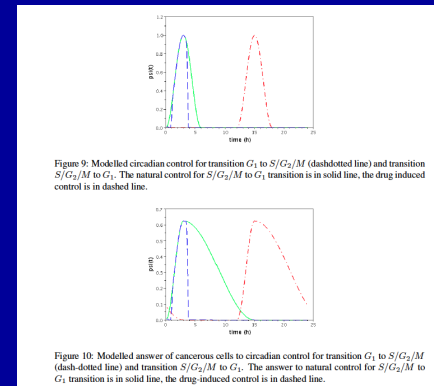 1.2
1.0
0.8
0.6
0.4
0.2
0.0
psi(t)
0 5 10 15 20 25
time (h)
Figure 9: Modelled circadian control for transition G₁ to S/G₂/M (dashdotted line) and transition
S/G₂/M to G₁. The natural control for S/G₂/M to G₁ transition is in solid line, the drug induced
control is in dashed line.
0.7
0.6
0.5
0.4
0.3
0.2
0.1
0.0
psi(t)
0 5 10 15 20 25
time (h)
Figure 10: Modelled answer of cancerous cells to circadian control for transition G₁ to S/G₂/M
(dash-dotted line) and transition S/G₂/M to G₁. The answer to natural control for S/G₂/M to
G₁ transition is in solid line, the drug-induced control is in dashed line.